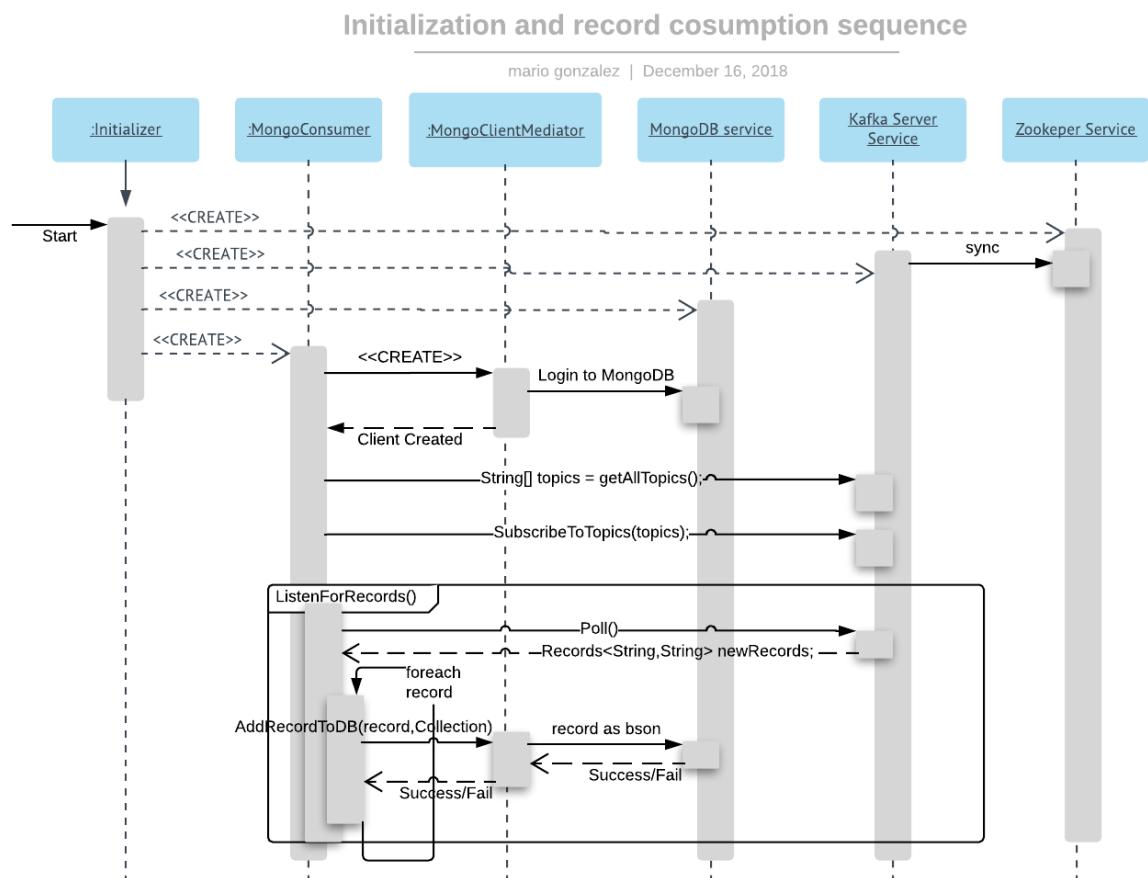 Initialization and record cosumption sequence
mario gonzalez | December 16, 2018
:Initializer
:MongoConsumer
:MongoClientMediator
MongoDB service
Kafka Server
Service
Zookeper Service
Start
<<CREATE>>
<<CREATE>>
sync
<<CREATE>>
<<CREATE>>
<<CREATE>>
Login to MongoDB
Client Created
String[] topics = getAllTopics();
SubscribeToTopics(topics);
ListenForRecords()
Poll()
Records<String,String> newRecords;
foreach
record
AddRecordToDB(record,Collection)
record as bson
Success/Fail
Success/Fail